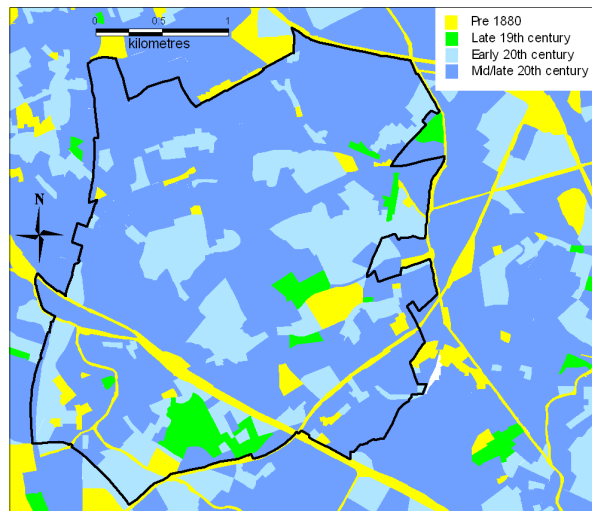 0 0·5 1
kilometres
Pre 1880
Late 19th century
Early 20th century
Mid/late 20th century
N